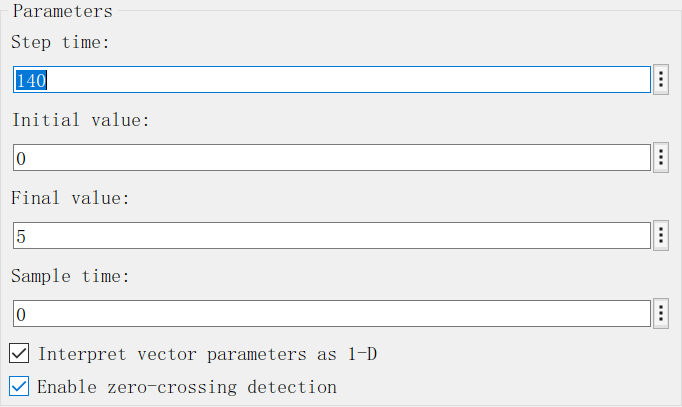 Parameters
Step time:
140
Initial value:
0
Final value:
5
Sample time:
0
Interpret vector parameters as 1-D
Enable zero-crossing detection